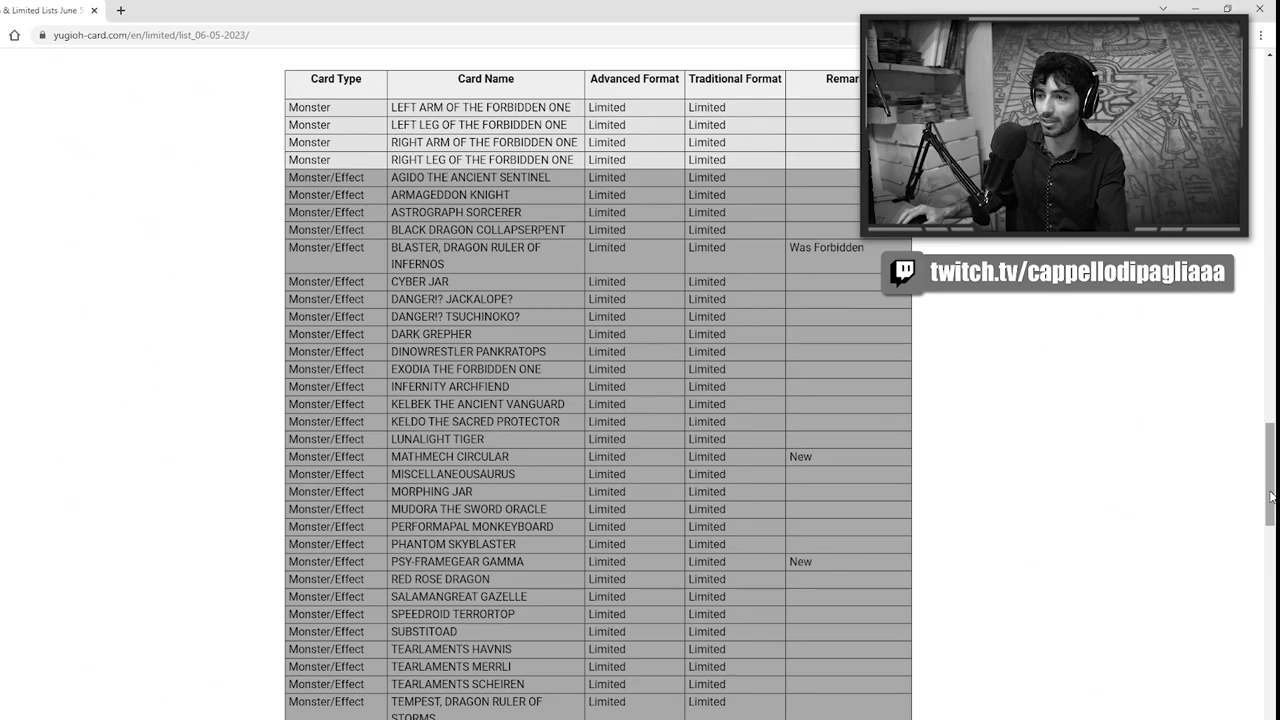 & Limited Lists June 5
yugioh-card.com/en/limited/list_06-05-2023/
Card Type Card Name Advanced Format Traditional Format
Monster LEFT ARM OF THE FORBIDDEN ONE Limited Limited
Monster LEFT LEG OF THE FORBIDDEN ONE Limited Limited
Monster RIGHT ARM OF THE FORBIDDEN ONE Limited Limited
Monster RIGHT LEG OF THE FORBIDDEN ONE Limited Limited
Monster/Effect AGIDO THE ANCIENT SENTINEL Limited Limited
Monster/Effect ARMAGEDDON KNIGHT Limited Limited
Monster/Effect ASTROGRAPH SORCERER Limited Limited
Monster/Effect BLACK DRAGON COLLAPSERPENT Limited Limited
Monster/Effect BLASTER, DRAGON RULER OF Limited Limited Was Forbidden
INFERNOS
twitch.tv/cappellodipagliaaa
Monster/Effect CYBER JAR Limited Limited
Monster/Effect DANGER!? JACKALOPE? Limited Limited
Monster/Effect DANGER!? TSUCHINOKO? Limited Limited
Monster/Effect DARK GREPHER Limited Limited
Monster/Effect DINOWRESTLER PANKRATOPS Limited Limited
Monster/Effect EXODIA THE FORBIDDEN ONE Limited Limited
Monster/Effect INFERNITY ARCHFIEND Limited Limited
Monster/Effect KELBEK THE ANCIENT VANGUARD Limited Limited
Monster/Effect KELDO THE SACRED PROTECTOR Limited Limited
Monster/Effect LUNALIGHT TIGER Limited Limited
Monster/Effect MATHMECH CIRCULAR Limited Limited New
Monster/Effect MISCELLANEOUSAURUS Limited Limited
Monster/Effect MORPHING JAR Limited Limited
Monster/Effect MUDORA THE SWORD ORACLE Limited Limited
Monster/Effect PERFORMAPAL MONKEYBOARD Limited Limited
Monster/Effect PHANTOM SKYBLASTER Limited Limited
Monster/Effect PSY-FRAMEGEAR GAMMA Limited Limited New
Monster/Effect RED ROSE DRAGON Limited Limited
Monster/Effect SALAMANGREAT GAZELLE Limited Limited
Monster/Effect SPEEDROID TERRORTOP Limited Limited
Monster/Effect SUBSTITOAD Limited Limited
Monster/Effect TEARLAMENTS HAVNIS Limited Limited
Monster/Effect TEARLAMENTS MERRLI Limited Limited
Monster/Effect TEARLAMENTS SCHEIREN Limited Limited
Monster/Effect TEMPEST, DRAGON RULER OF Limited Limited
STORMS